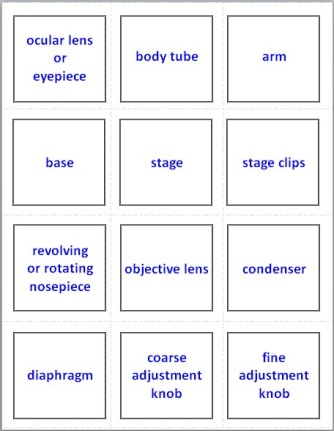 ocular lens
or
eyepiece
body tube
arm
base
stage
stage clips
revolving
or rotating
nosepiece
objective lens
condenser
diaphragm
coarse
adjustment
knob
fine
adjustment
knob